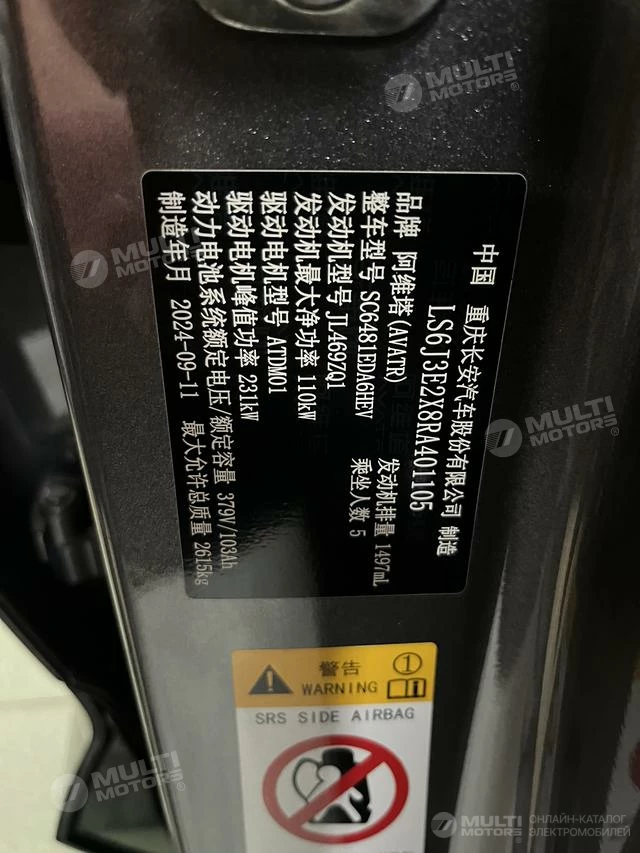 中国 重庆长安汽车股份有限公司 制造
LS6J3E2X8RA401105
品牌 阿维塔(AVATR)
整车型号 SC6481EDA6HEV 乘坐人数 5
发动机型号 JL469ZQ1 发动机排量 1497mL
发动机最大净功率 110kW
驱动电机型号 ATDM01
驱动电机峰值功率 231kW
动力电池系统额定电压/额定容量 379V/103Ah
制造年月 2024-09-11 最大允许总质量 2615kg
警告 ①
WARNING
SRS SIDE AIRBAG
MULTI MOTORS®
MULTI MOTORS®
MULTI MOTORS®
MULTI MOTORS®
MULTI MOTORS® ОНЛАЙН-КАТАЛОГ ЭЛЕКТРОМОБИЛЕЙ